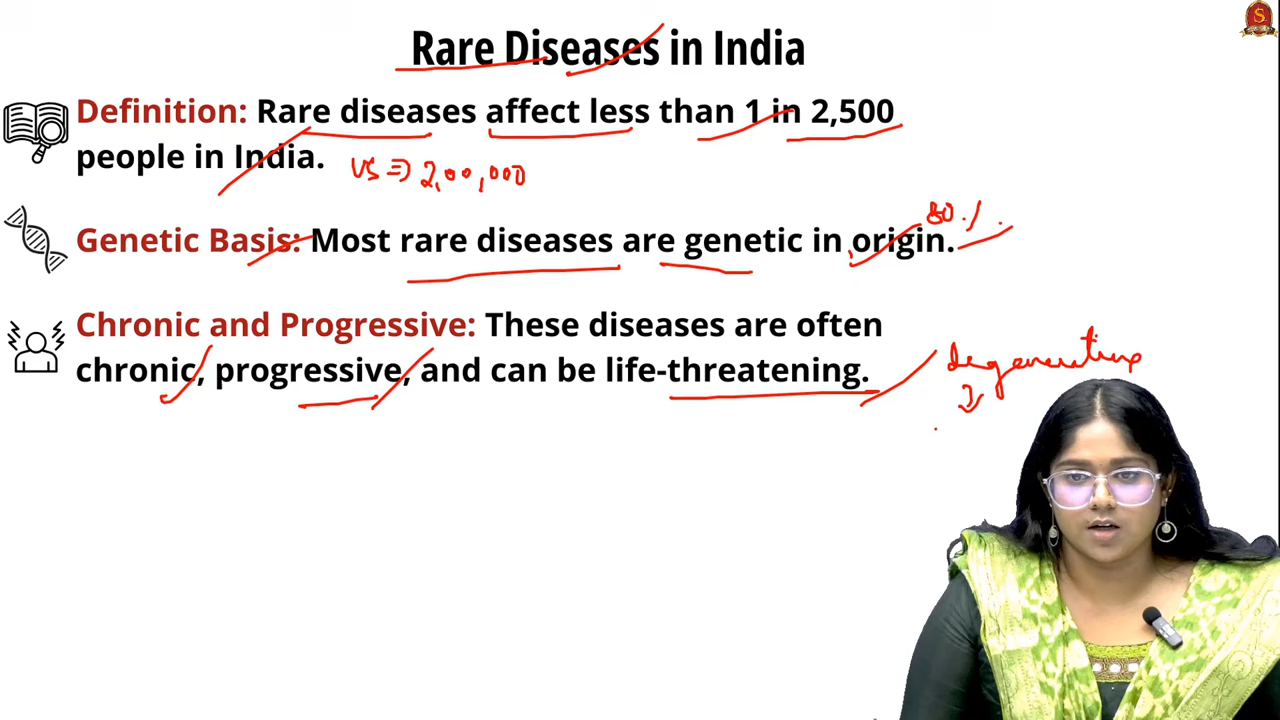 Rare Diseases in India
Definition: Rare diseases affect less than 1 in 2,500
people in India.
US => 2,00,000
80%
Genetic Basis: Most rare diseases are genetic in origin.
Chronic and Progressive: These diseases are often
chronic, progressive, and can be life-threatening.
Degenerative
S